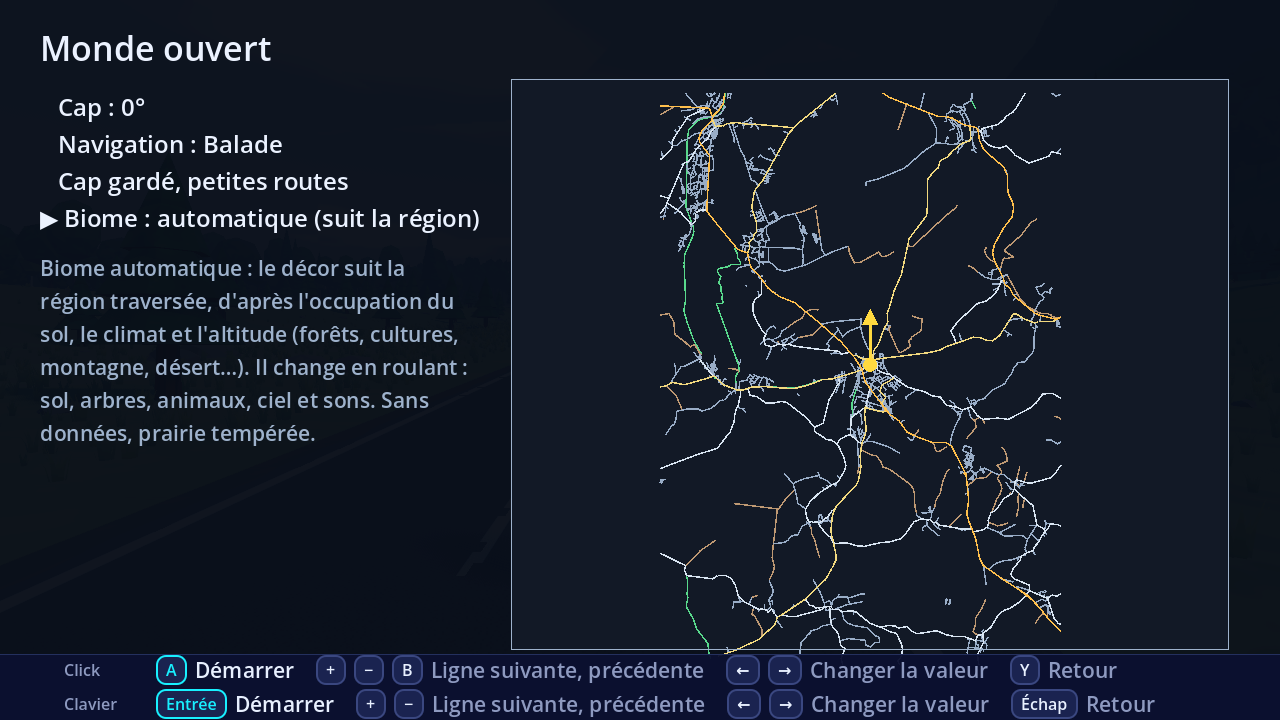 Monde ouvert
Cap : 0°
Navigation : Balade
Cap gardé, petites routes
▶ Biome : automatique (suit la région)
Biome automatique : le décor suit la
région traversée, d'après l'occupation du
sol, le climat et l'altitude (forêts, cultures,
montagne, désert...). Il change en roulant :
sol, arbres, animaux, ciel et sons. Sans
données, prairie tempérée.
Click A Démarrer + − B Ligne suivante, précédente ← → Changer la valeur Y Retour
Clavier Entrée Démarrer + − Ligne suivante, précédente ← → Changer la valeur Échap Retour